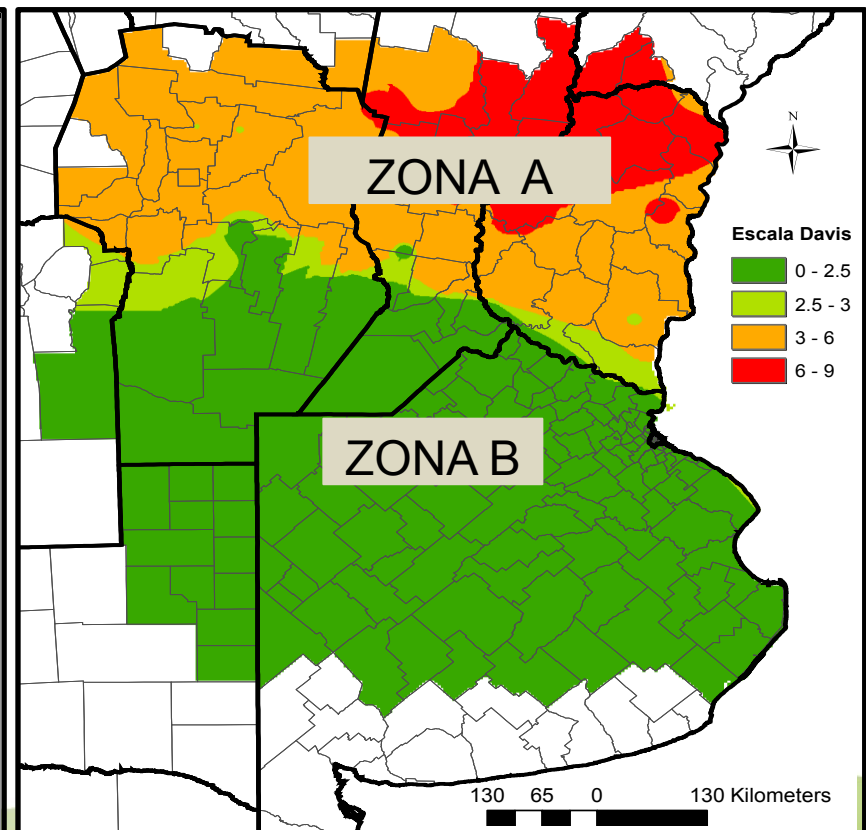 ZONA A
N
Escala Davis
0 - 2.5
2.5 - 3
3 - 6
6 - 9
ZONA B
130 65 0 130 Kilometers